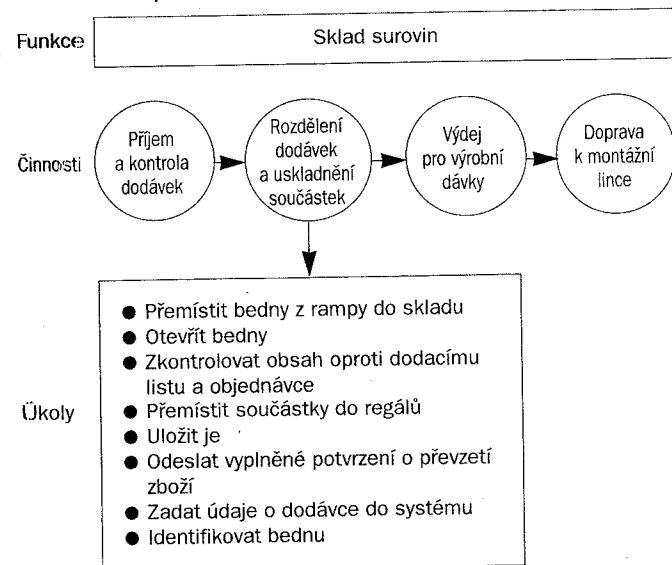 Funkce
Sklad surovin
Činnosti
Příjem
a kontrola
dodávek
Rozdělení
dodávek
a uskladnění
součástek
Výdej
pro výrobní
dávky
Doprava
k montážní
lince
Úkoly
● Přemístit bedny z rampy do skladu
● Otevřít bedny
● Zkontrolovat obsah oproti dodacímu
listu a objednávce
● Přemístit součástky do regálů
● Uložit je
● Odeslat vyplněné potvrzení o převzetí
zboží
● Zadat údaje o dodávce do systému
● Identifikovat bednu